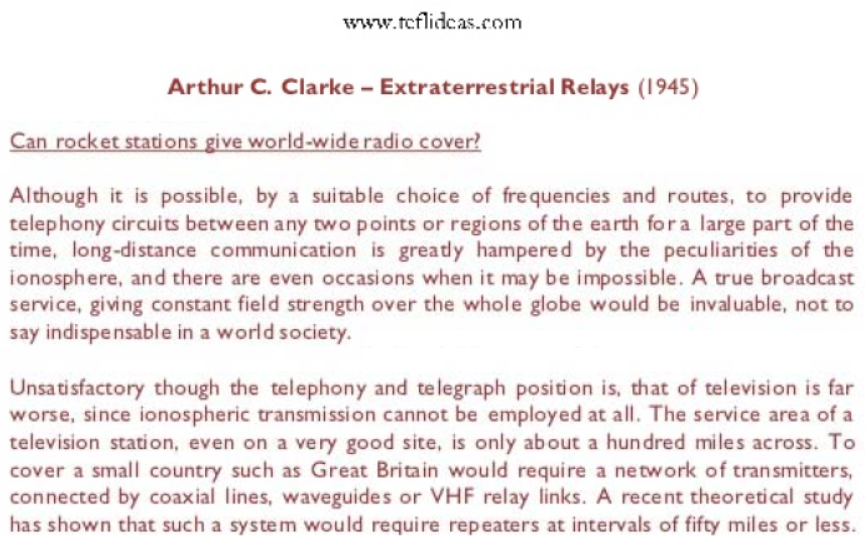 www.teflideas.com
Arthur C. Clarke – Extraterrestrial Relays (1945)
Can rocket stations give world-wide radio cover?
Although it is possible, by a suitable choice of frequencies and routes, to provide
telephony circuits between any two points or regions of the earth for a large part of the
time, long-distance communication is greatly hampered by the peculiarities of the
ionosphere, and there are even occasions when it may be impossible. A true broadcast
service, giving constant field strength over the whole globe would be invaluable, not to
say indispensable in a world society.
Unsatisfactory though the telephony and telegraph position is, that of television is far
worse, since ionospheric transmission cannot be employed at all. The service area of a
television station, even on a very good site, is only about a hundred miles across. To
cover a small country such as Great Britain would require a network of transmitters,
connected by coaxial lines, waveguides or VHF relay links. A recent theoretical study
has shown that such a system would require repeaters at intervals of fifty miles or less.